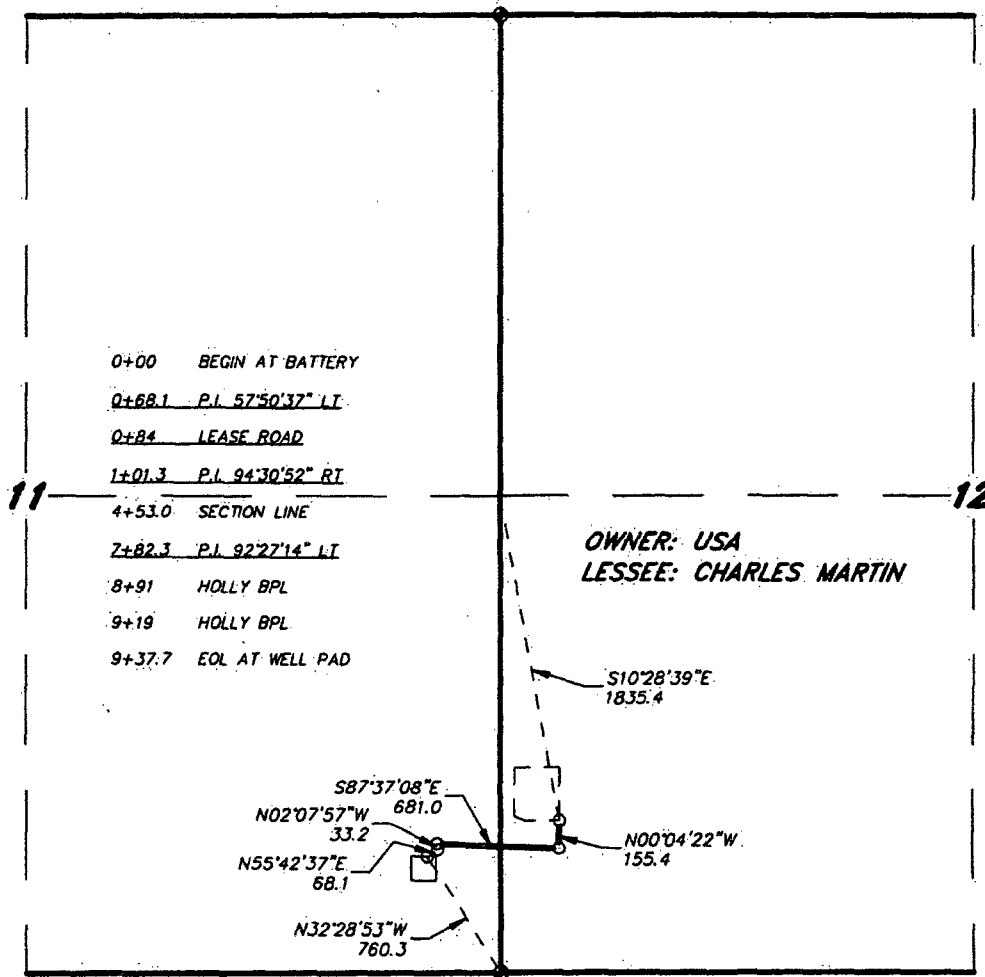 0+00 BEGIN AT BATTERY
0+68.1 P.I. 57°50'37" LT
0+84 LEASE ROAD
1+01.3 P.I. 94°30'52" RT
11
4+53.0 SECTION LINE
12
7+82.3 P.I. 92°27'14" LT
8+91 HOLLY BPL
9+19 HOLLY BPL
9+37.7 EOL AT WELL PAD
OWNER: USA
LESSEE: CHARLES MARTIN
S10°28'39"E
1835.4
S87°37'08"E
681.0
N02°07'57"W
33.2
N55°42'37"E
68.1
N00°04'22"W
155.4
N32°28'53"W
760.3